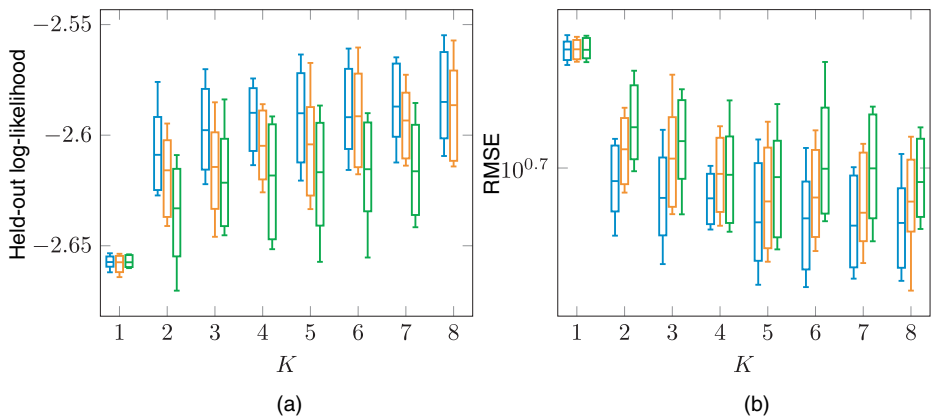 Held-out log-likelihood
−2.55
−2.6
−2.65
1 2 3 4 5 6 7 8
K
(a)
RMSE
10^0.7
1 2 3 4 5 6 7 8
K
(b)